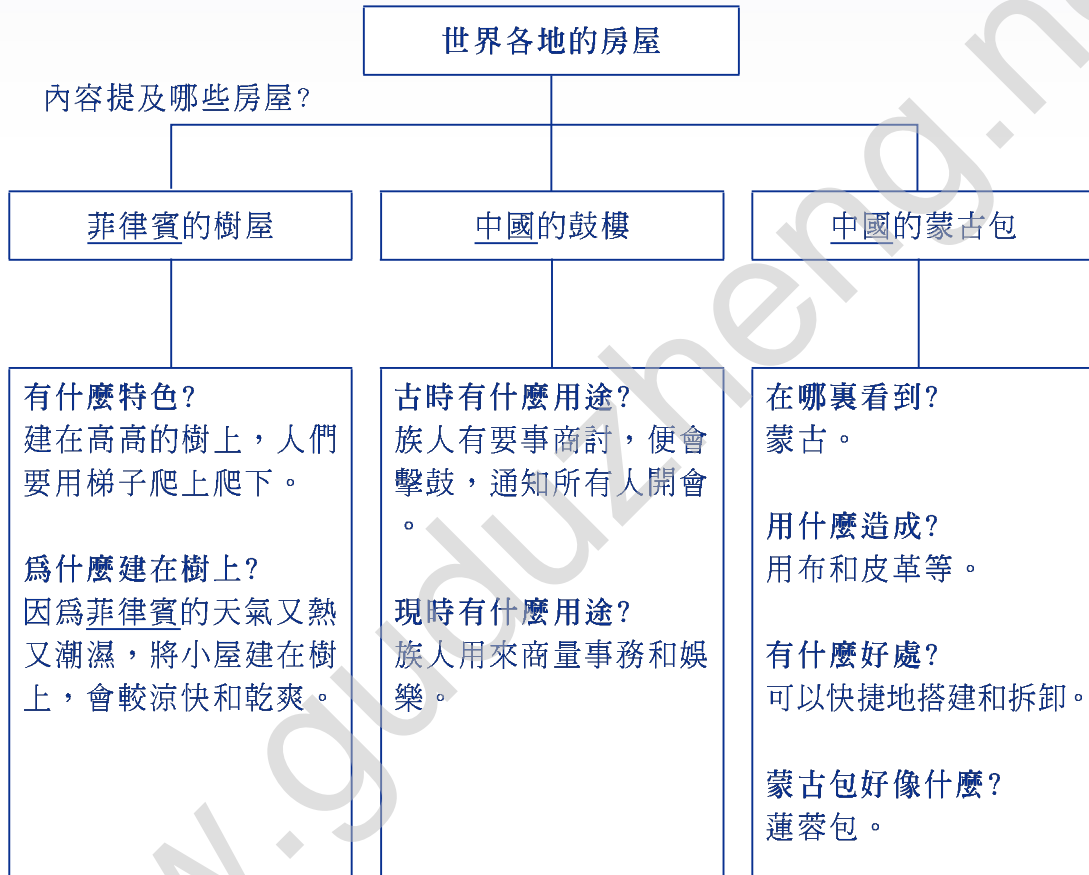 世界各地的房屋
內容提及哪些房屋?
菲律賓的樹屋
中國的鼓樓
中國的蒙古包
有什麼特色?
建在高高的樹上，人們
要用梯子爬上爬下。
爲什麼建在樹上?
因爲菲律賓的天氣又熱
又潮濕，將小屋建在樹
上，會較涼快和乾爽。
古時有什麼用途?
族人有要事商討，便會
擊鼓，通知所有人開會
。
現時有什麼用途?
族人用來商量事務和娛
樂。
在哪裏看到?
蒙古。
用什麼造成?
用布和皮革等。
有什麼好處?
可以快捷地搭建和拆卸。
蒙古包好像什麼?
蓮蓉包。